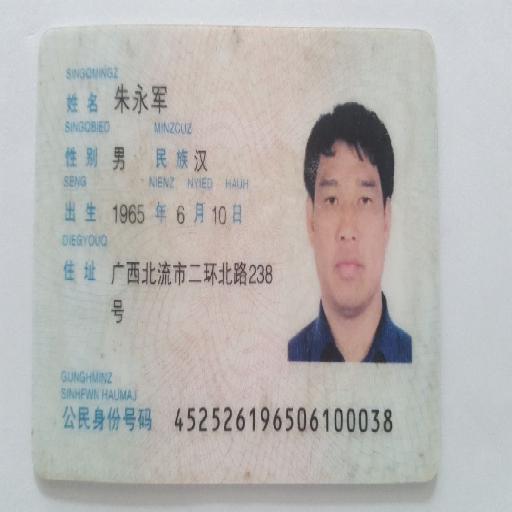 SINGQMINGZ
姓名 朱永军
SINGQBIED MINZCUZ
性别 男 民族 汉
SENG NIENZ NYIED HAUH
出生 1965 年 6 月 10 日
DIEGYOUQ
住址 广西北流市二环北路238
号
GUNGHMINZ
SINHFWN HAUMAJ
公民身份号码 452526196506100038